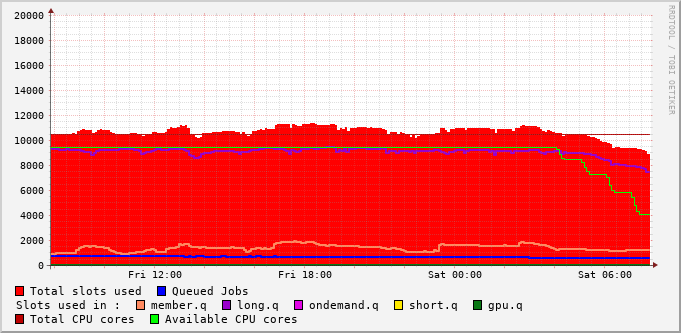 RRDTOOL / TOBI OETIKER
20000
18000
16000
14000
12000
10000
8000
6000
4000
2000
0
Fri 12:00 Fri 18:00 Sat 00:00 Sat 06:00
Total slots used Queued Jobs
Slots used in : member.q long.q ondemand.q short.q gpu.q
Total CPU cores Available CPU cores